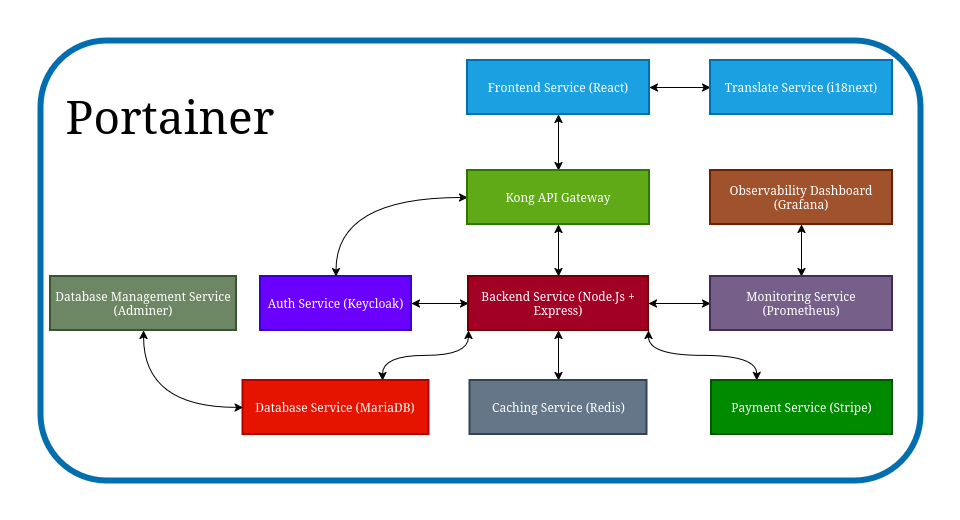 Portainer
Frontend Service (React)
Translate Service (i18next)
Kong API Gateway
Observability Dashboard
(Grafana)
Database Management Service
(Adminer)
Auth Service (Keycloak)
Backend Service (Node.Js +
Express)
Monitoring Service
(Prometheus)
Database Service (MariaDB)
Caching Service (Redis)
Payment Service (Stripe)